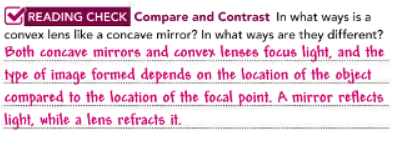 READING CHECK Compare and Contrast In what ways is a
convex lens like a concave mirror? In what ways are they different?
Both concave mirrors and convex lenses focus light, and the
type of image formed depends on the location of the object
compared to the location of the focal point. A mirror reflects
light, while a lens refracts it.